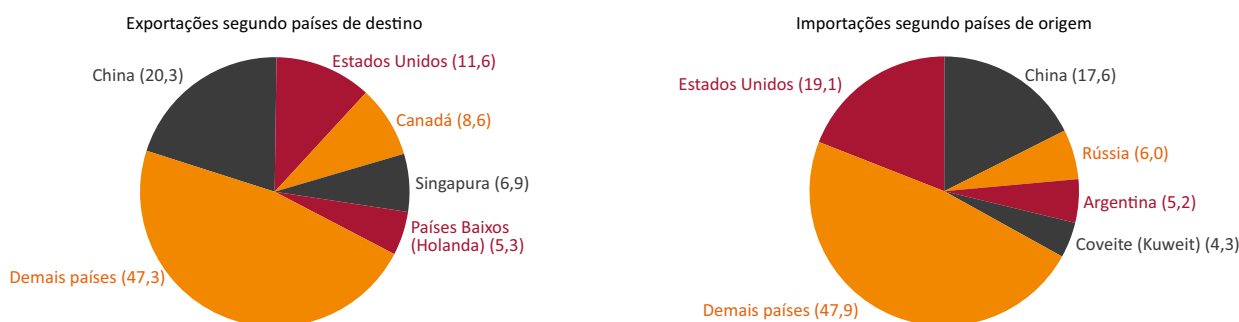 Exportações segundo países de destino
China (20,3)
Estados Unidos (11,6)
Canadá (8,6)
Singapura (6,9)
Países Baixos
(Holanda) (5,3)
Demais países (47,3)
Importações segundo países de origem
Estados Unidos (19,1)
China (17,6)
Rússia (6,0)
Argentina (5,2)
Coveite (Kuweit) (4,3)
Demais países (47,9)